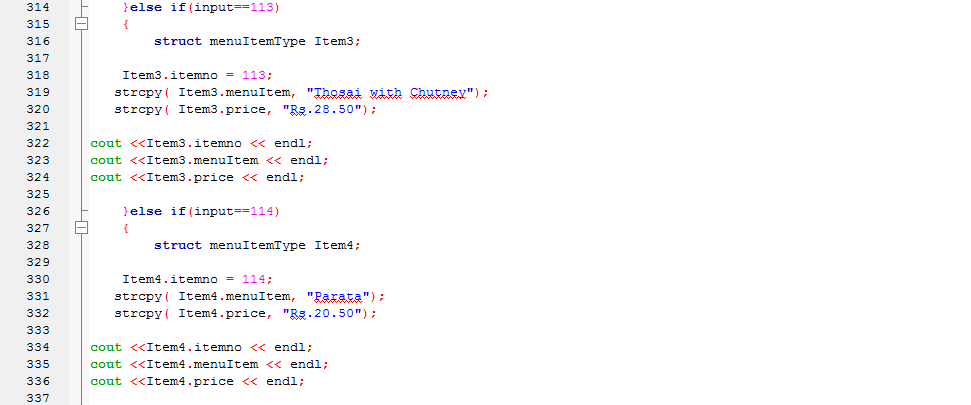 314 }else if(input==113)
315 {
316 struct menuItemType Item3;
317
318 Item3.itemno = 113;
319 strcpy( Item3.menuItem, "Thosai with Chutney");
320 strcpy( Item3.price, "Rs.28.50");
321
322 cout <<Item3.itemno << endl;
323 cout <<Item3.menuItem << endl;
324 cout <<Item3.price << endl;
325
326 }else if(input==114)
327 {
328 struct menuItemType Item4;
329
330 Item4.itemno = 114;
331 strcpy( Item4.menuItem, "Parata");
332 strcpy( Item4.price, "Rs.20.50");
333
334 cout <<Item4.itemno << endl;
335 cout <<Item4.menuItem << endl;
336 cout <<Item4.price << endl;
337